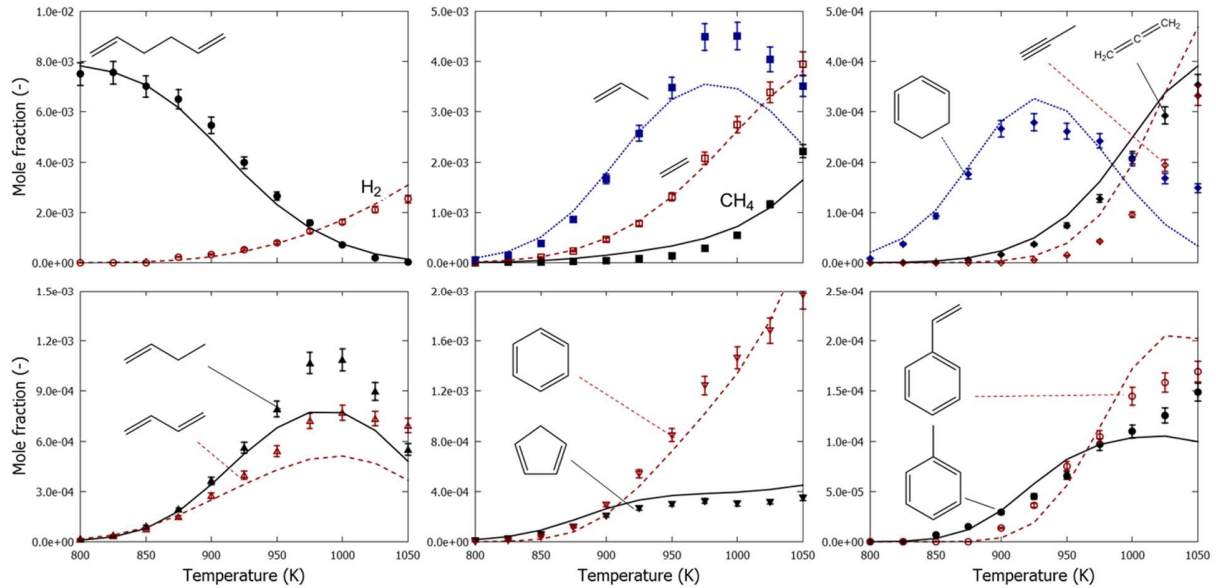 Mole fraction (-)
1.0e-02
8.0e-03
6.0e-03
4.0e-03
2.0e-03
0.0e+00
H2
5.0e-03
4.0e-03
3.0e-03
2.0e-03
1.0e-03
0.0e+00
CH4
5.0e-04
4.0e-04
3.0e-04
2.0e-04
1.0e-04
0.0e+00
H2C
C
CH2
Mole fraction (-)
1.5e-03
1.2e-03
9.0e-04
6.0e-04
3.0e-04
0.0e+00
800 850 900 950 1000 1050
Temperature (K)
2.0e-03
1.6e-03
1.2e-03
8.0e-04
4.0e-04
0.0e+00
800 850 900 950 1000 1050
Temperature (K)
2.5e-04
2.0e-04
1.5e-04
1.0e-04
5.0e-05
0.0e+00
800 850 900 950 1000 1050
Temperature (K)